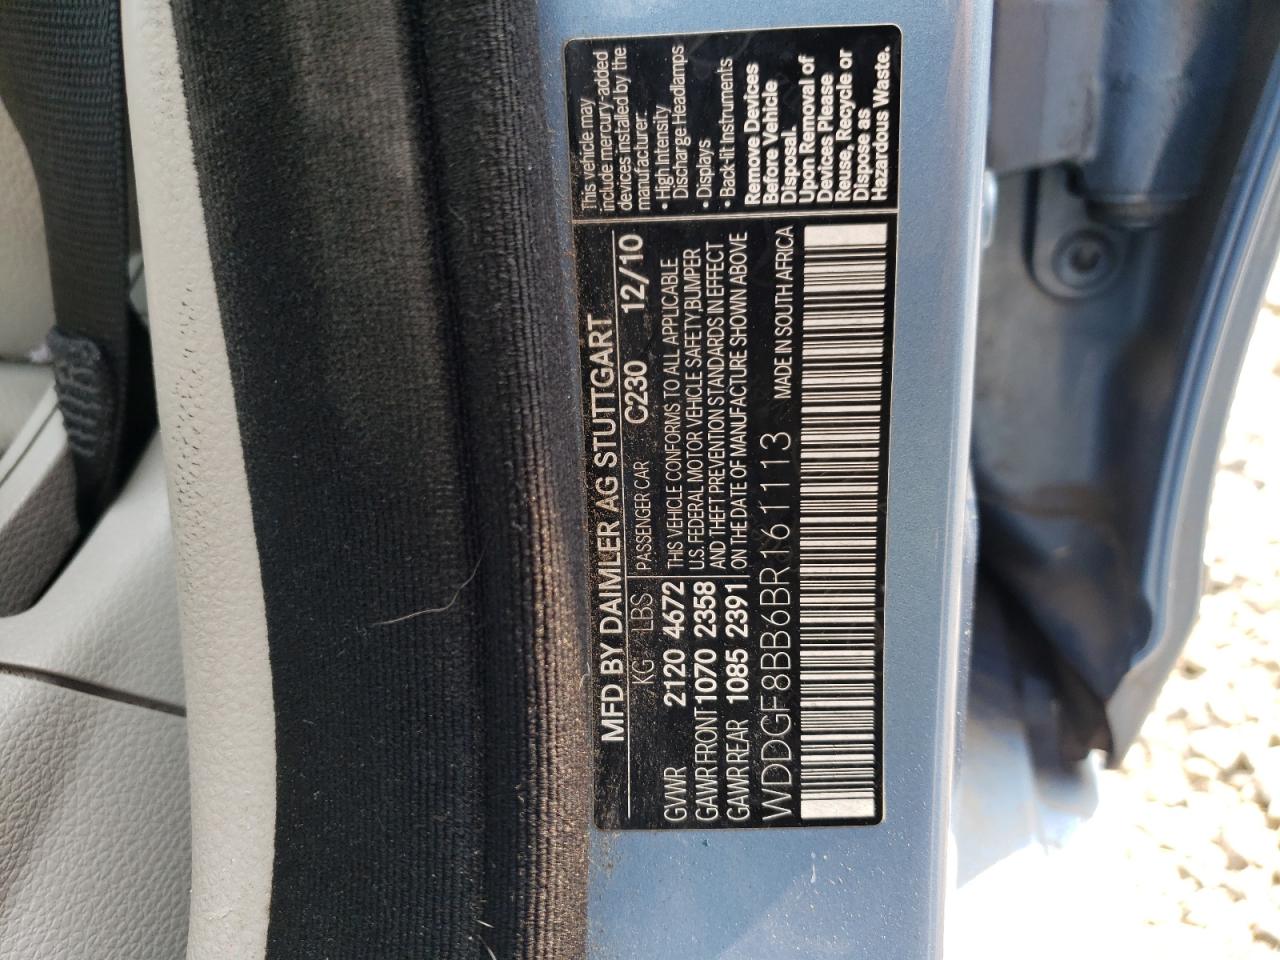 MFD BY DAIMLER AG STUTTGART
KG LBS PASSENGER CAR C230 12/10
GVWR 2120 4672
GAWR FRONT 1070 2358
GAWR REAR 1085 2391
THIS VEHICLE CONFORMS TO ALL APPLICABLE
U.S. FEDERAL MOTOR VEHICLE SAFETY, BUMPER
AND THEFT PREVENTION STANDARDS IN EFFECT
ON THE DATE OF MANUFACTURE SHOWN ABOVE
WDDGF8BB6BR161113 MADE IN SOUTH AFRICA
This vehicle may
include mercury-added
devices installed by the
manufacturer:
• High Intensity
Discharge Headlamps
• Displays
• Back-lit Instruments
Remove Devices
Before Vehicle
Disposal.
Upon Removal of
Devices Please
Reuse, Recycle or
Dispose as
Hazardous Waste.